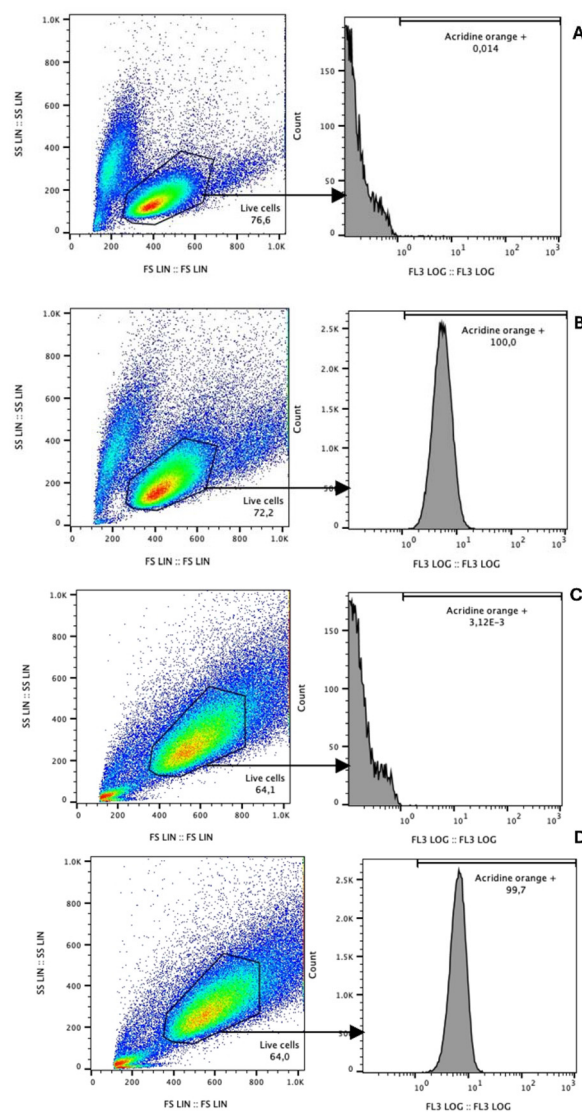 A
Acridine orange +
0,014
SS LIN :: SS LIN
1.0K
800
600
400
200
0
Live cells
76,6
0 200 400 600 800 1.0K
FS LIN :: FS LIN
Count
150
100
50
0
10⁰ 10¹ 10² 10³
FL3 LOG :: FL3 LOG
B
Acridine orange +
100,0
SS LIN :: SS LIN
1.0K
800
600
400
200
0
Live cells
72,2
0 200 400 600 800 1.0K
FS LIN :: FS LIN
Count
2.5K
2.0K
1.5K
1.0K
0
10⁰ 10¹ 10² 10³
FL3 LOG :: FL3 LOG
C
Acridine orange +
3,12E-3
SS LIN :: SS LIN
1.0K
800
600
400
200
0
Live cells
64,1
0 200 400 600 800 1.0K
FS LIN :: FS LIN
Count
150
100
50
0
10⁰ 10¹ 10² 10³
FL3 LOG :: FL3 LOG
D
Acridine orange +
99,7
SS LIN :: SS LIN
1.0K
800
600
400
200
0
Live cells
64,0
0 200 400 600 800 1.0K
FS LIN :: FS LIN
Count
2.5K
2.0K
1.5K
1.0K
0
10⁰ 10¹ 10² 10³
FL3 LOG :: FL3 LOG